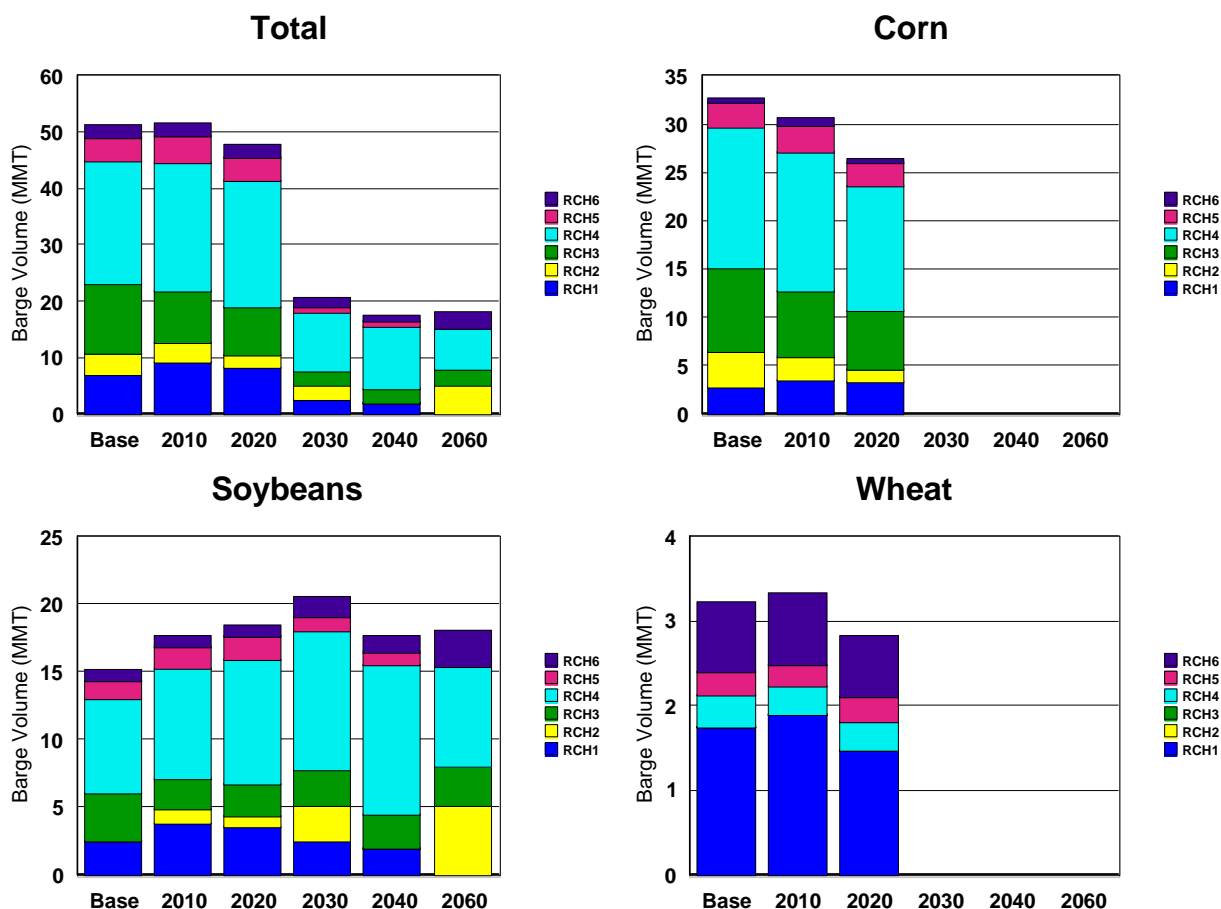 Total
Barge Volume (MMT)
60
50
40
30
20
10
0
Base 2010 2020 2030 2040 2060
RCH6
RCH5
RCH4
RCH3
RCH2
RCH1
Corn
Barge Volume (MMT)
35
30
25
20
15
10
5
0
Base 2010 2020 2030 2040 2060
RCH6
RCH5
RCH4
RCH3
RCH2
RCH1
Soybeans
Barge Volume (MMT)
25
20
15
10
5
0
Base 2010 2020 2030 2040 2060
RCH6
RCH5
RCH4
RCH3
RCH2
RCH1
Wheat
Barge Volume (MMT)
4
3
2
1
0
Base 2010 2020 2030 2040 2060
RCH6
RCH5
RCH4
RCH3
RCH2
RCH1